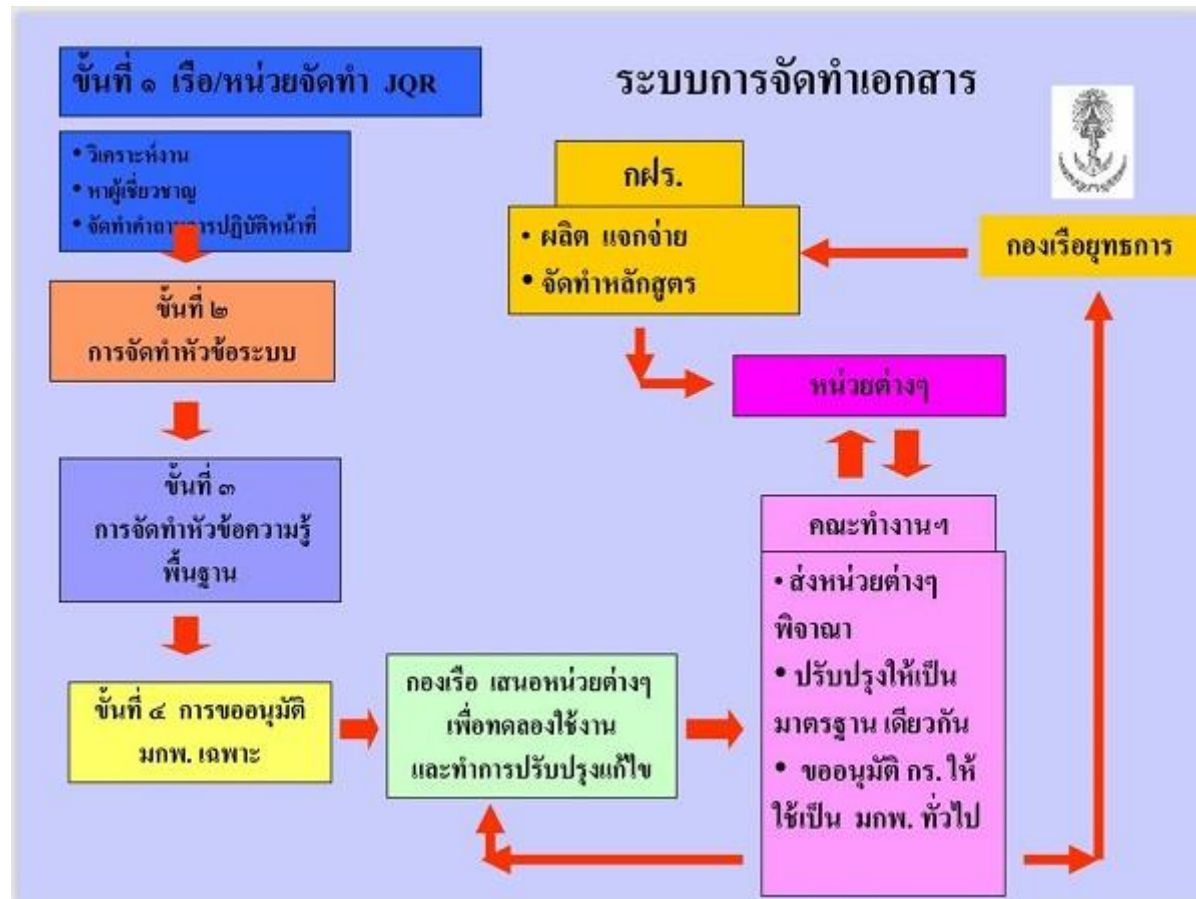 ขั้นที่ ๑ เรือ/หน่วยจัดทำ JQR
ระบบการจัดทำเอกสาร
• วิเคราะห์งาน
• หาผู้เชี่ยวชาญ
• จัดทำคำถามการปฏิบัติหน้าที่
ขั้นที่ ๒
การจัดทำหัวข้อระบบ
ขั้นที่ ๓
การจัดทำหัวข้อความรู้
พื้นฐาน
ขั้นที่ ๔ การขออนุมัติ
มกพ. เฉพาะ
กองเรือ เสนอหน่วยต่างๆ
เพื่อทดลองใช้งาน
และทำการปรับปรุงแก้ไข
คณะทำงานฯ
• ส่งหน่วยต่างๆ
พิจาณา
• ปรับปรุงให้เป็น
มาตรฐาน เดียวกัน
• ขออนุมัติ กร. ให้
ใช้เป็น มกพ. ทั่วไป
หน่วยต่างๆ
กฝร.
• ผลิต แจกจ่าย
• จัดทำหลักสูตร
กองเรือยุทธการ